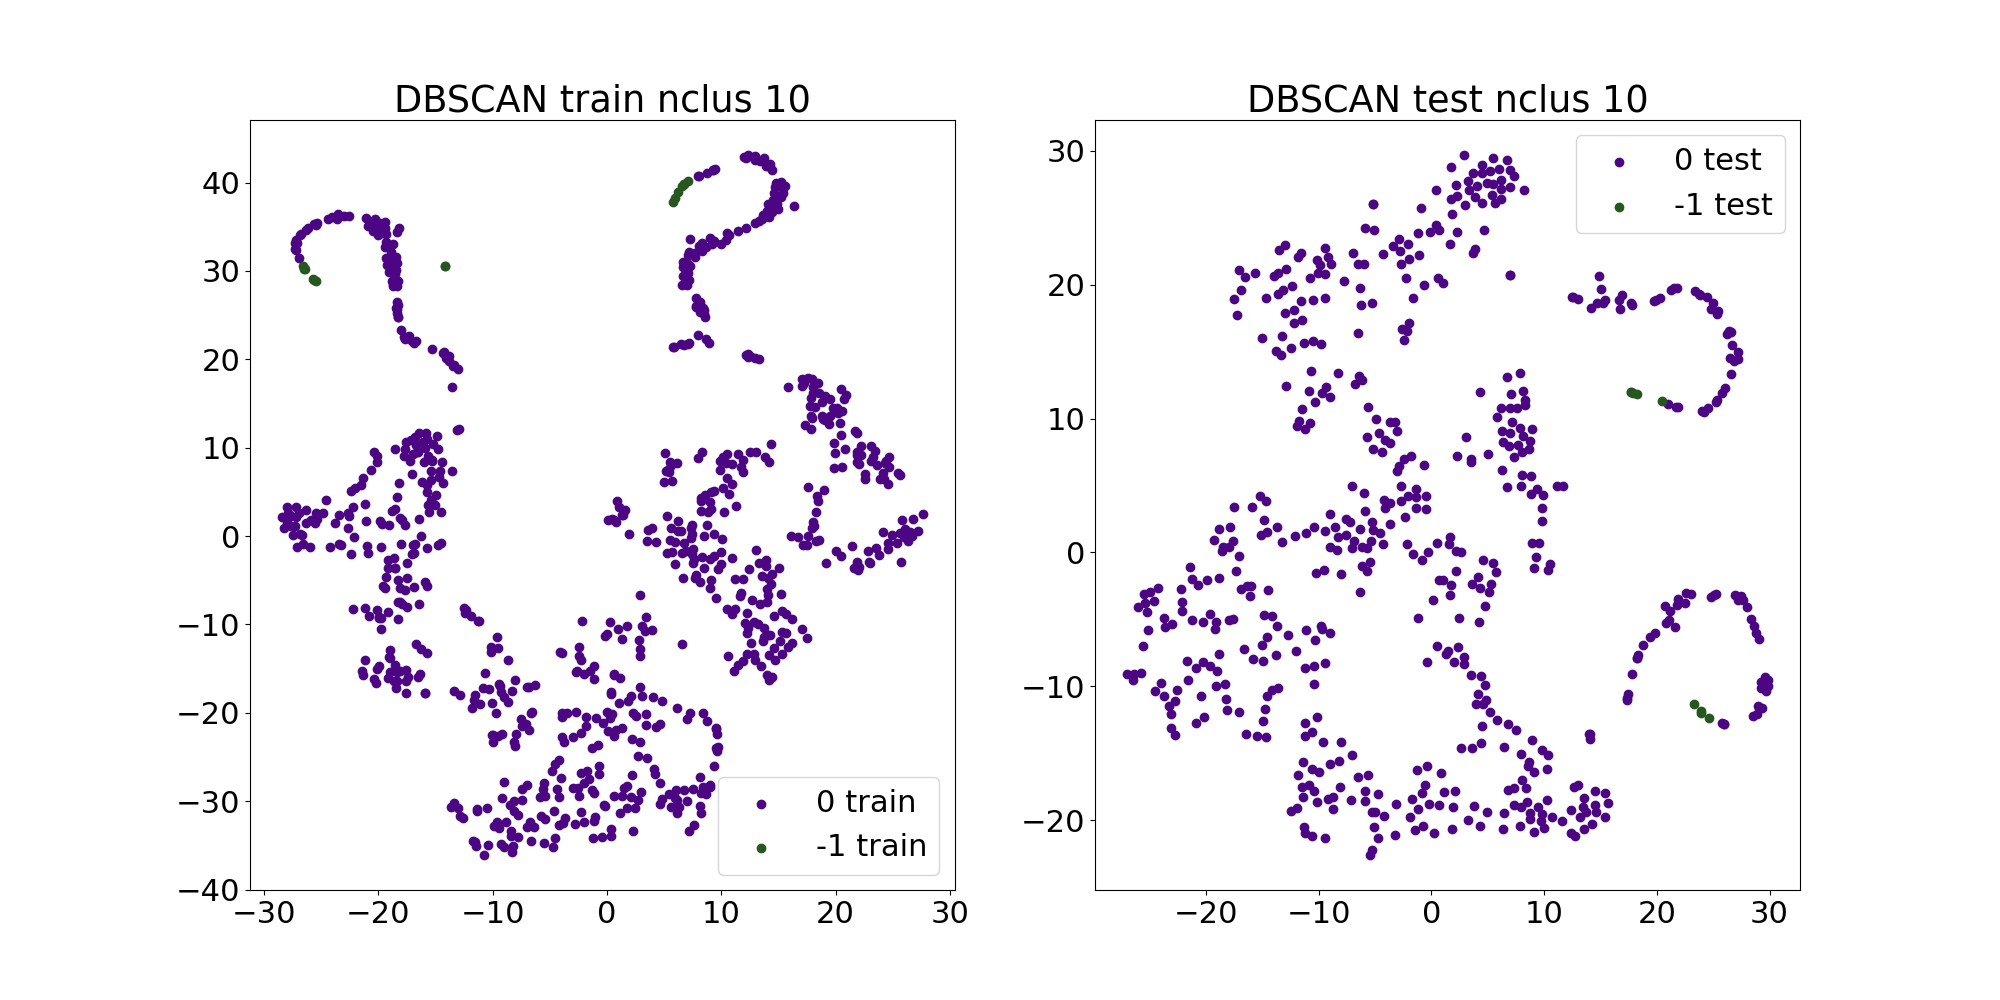 DBSCAN train nclus 10
40
30
20
10
0
−10
−20
−30
−40
−30 −20 −10 0 10 20 30
0 train
-1 train
DBSCAN test nclus 10
30
20
10
0
−10
−20
−20 −10 0 10 20 30
0 test
-1 test